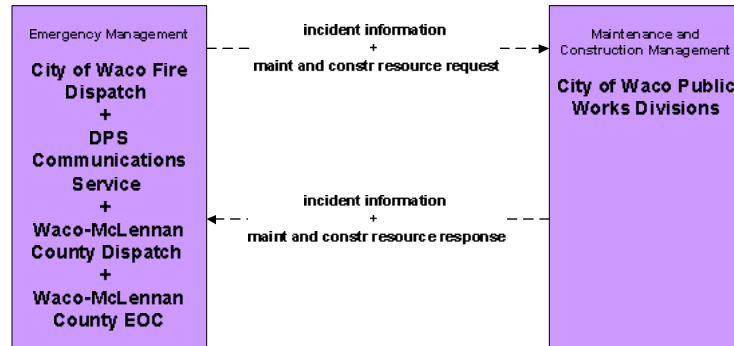 Emergency Management
City of Waco Fire
Dispatch
+
DPS
Communications
Service
+
Waco-McLennan
County Dispatch
+
Waco-McLennan
County EOC
incident information
+
maint and constr resource request
incident information
+
maint and constr resource response
Maintenance and
Construction Management
City of Waco Public
Works Divisions